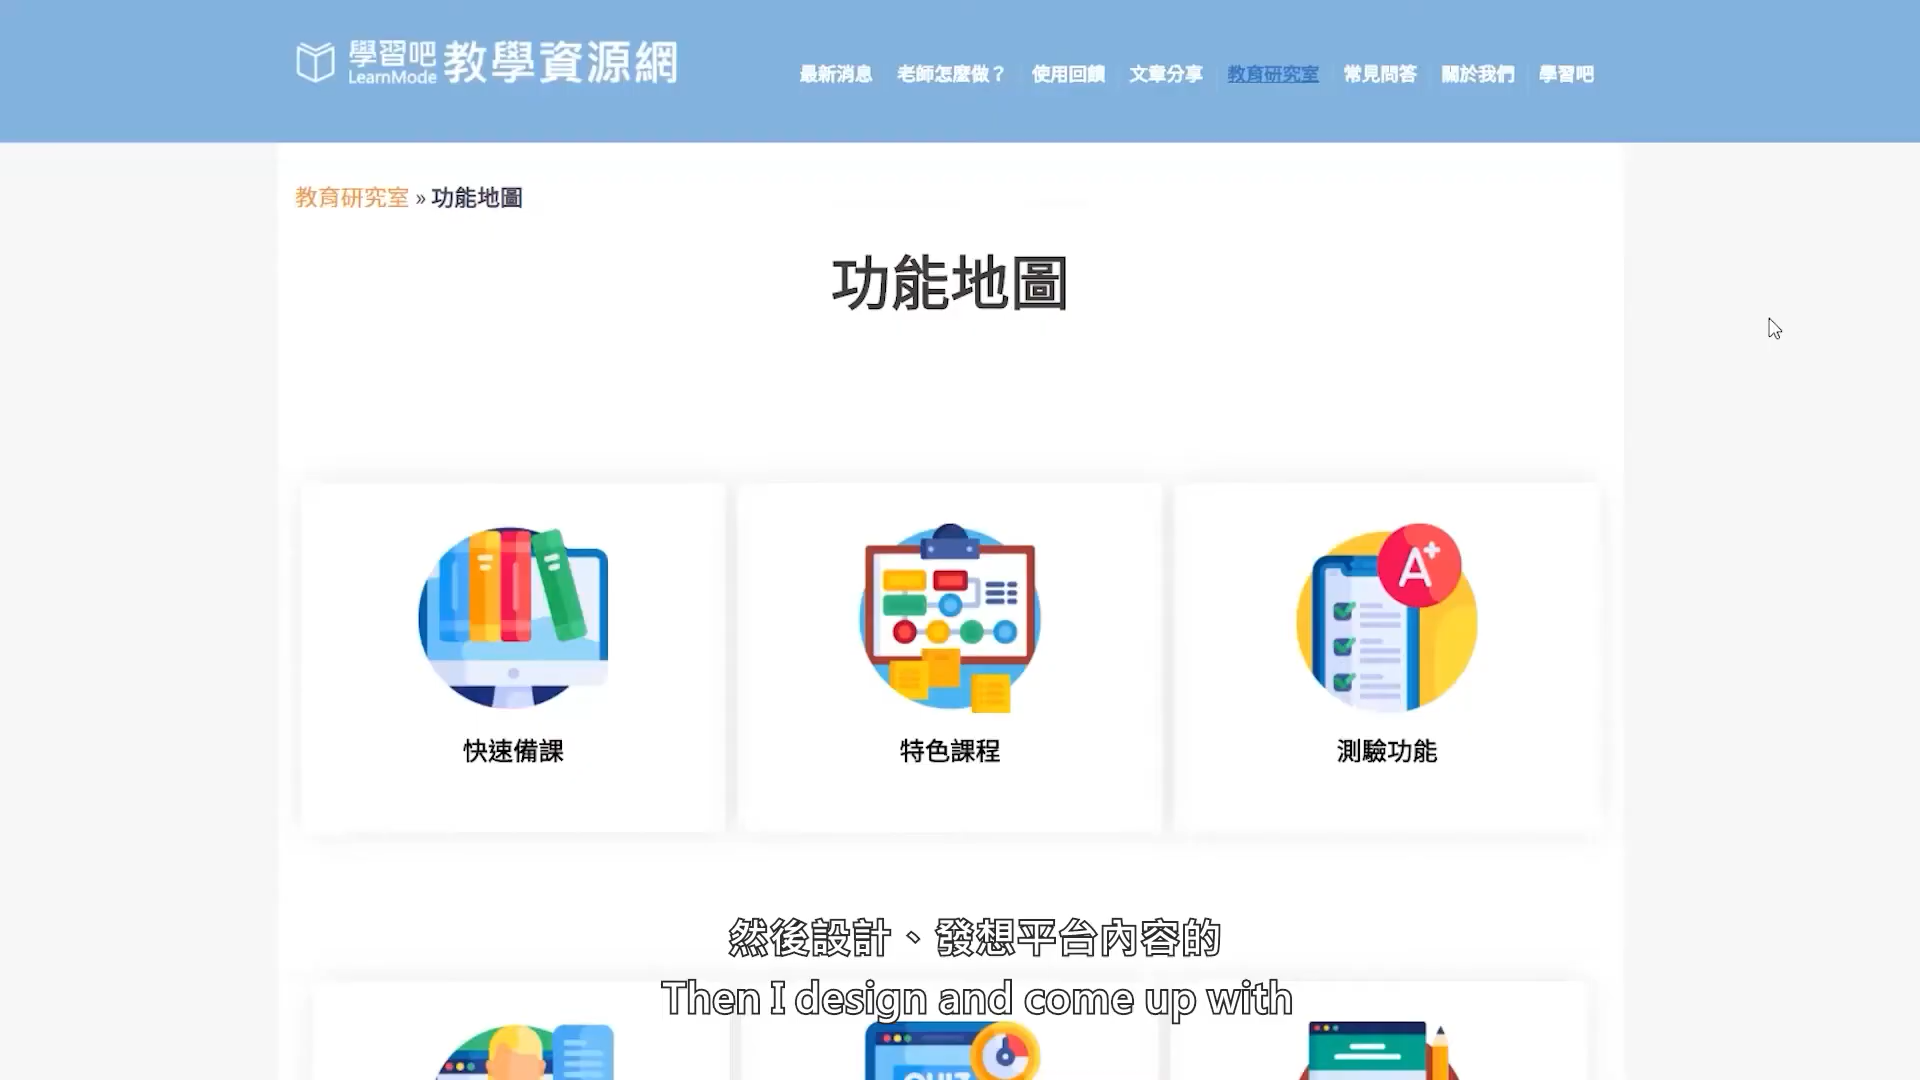 學習吧
LearnMode
教學資源網
最新消息
老師怎麼做？
使用回饋
文章分享
教育研究室
常見問答
關於我們
學習吧
教育研究室 » 功能地圖
功能地圖
A+
快速備課
特色課程
測驗功能
然後設計、發想平台內容的
Then I design and come up with
QUIZ